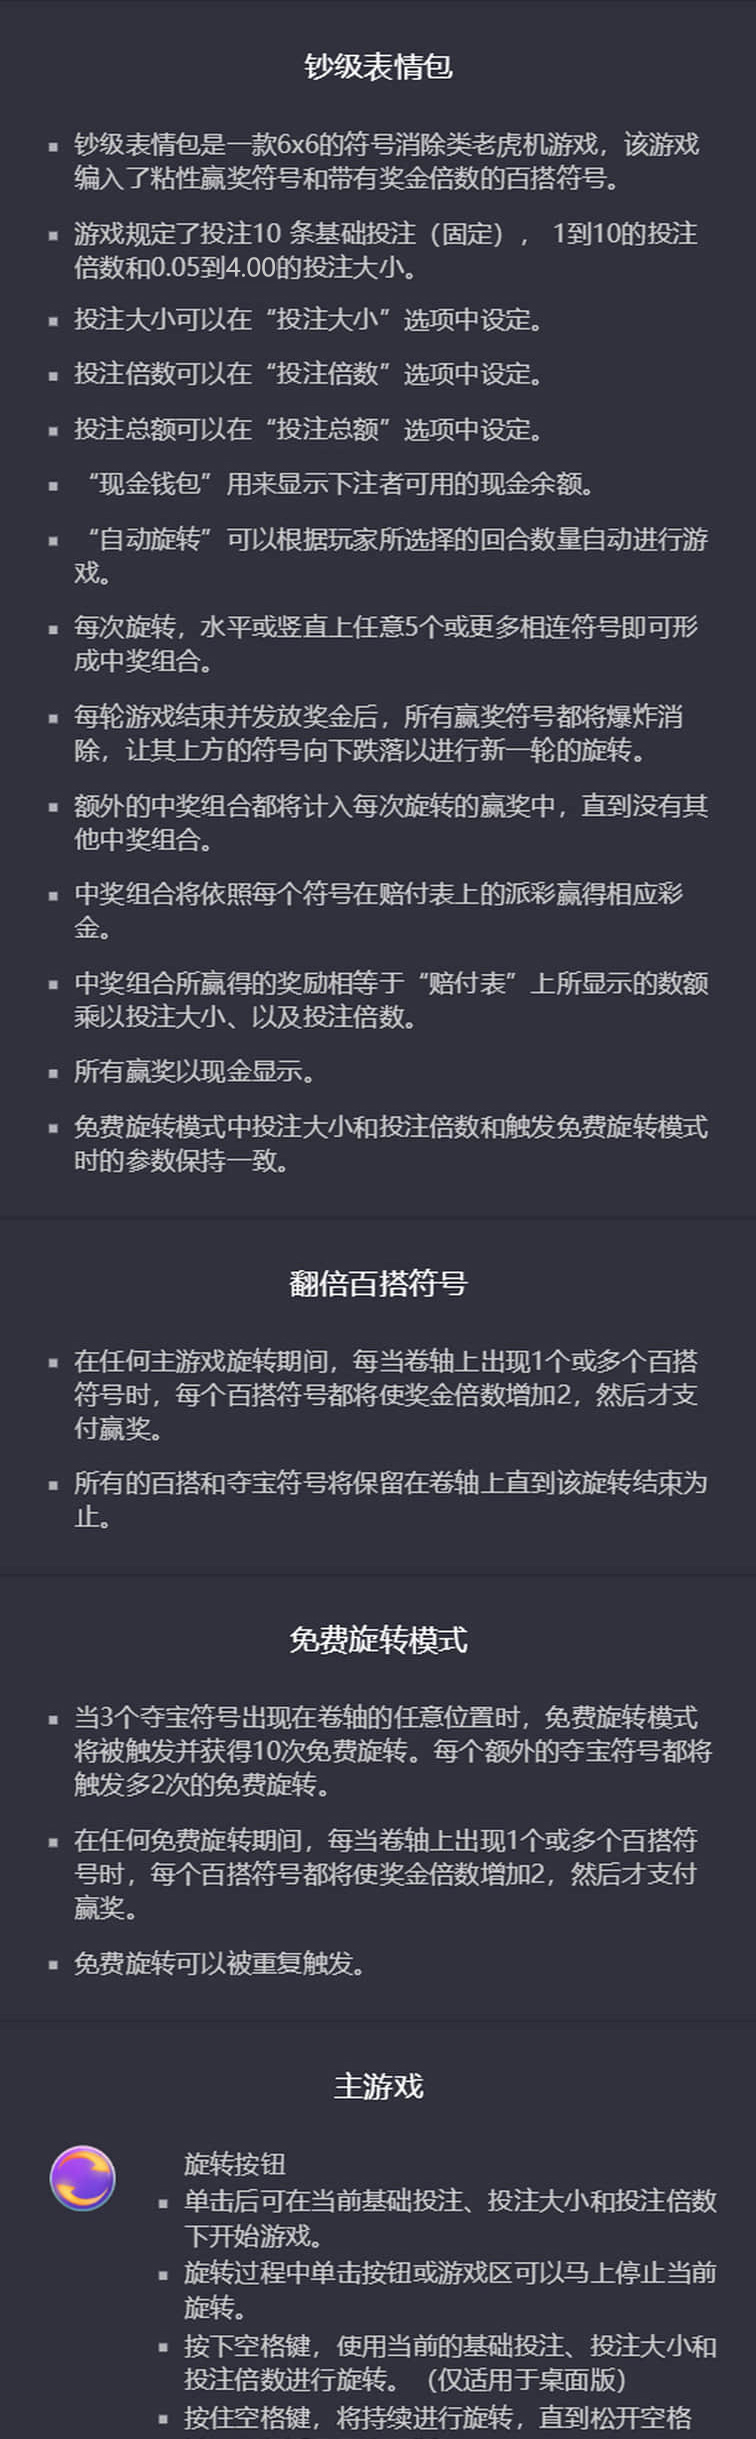 钞级表情包
钞级表情包是一款6x6的符号消除类老虎机游戏，该游戏
编入了粘性赢奖符号和带有奖金倍数的百搭符号。
游戏规定了投注10 条基础投注（固定）， 1到10的投注
倍数和0.05到4.00的投注大小。
投注大小可以在“投注大小”选项中设定。
投注倍数可以在“投注倍数”选项中设定。
投注总额可以在“投注总额”选项中设定。
“现金钱包”用来显示下注者可用的现金余额。
“自动旋转”可以根据玩家所选择的回合数量自动进行游
戏。
每次旋转，水平或竖直上任意5个或更多相连符号即可形
成中奖组合。
每轮游戏结束并发放奖金后，所有赢奖符号都将爆炸消
除，让其上方的符号向下跌落以进行新一轮的旋转。
额外的中奖组合都将计入每次旋转的赢奖中，直到没有其
他中奖组合。
中奖组合将依照每个符号在赔付表上的派彩赢得相应彩
金。
中奖组合所赢得的奖励相等于“赔付表”上所显示的数额
乘以投注大小、以及投注倍数。
所有赢奖以现金显示。
免费旋转模式中投注大小和投注倍数和触发免费旋转模式
时的参数保持一致。
翻倍百搭符号
在任何主游戏旋转期间，每当卷轴上出现1个或多个百搭
符号时，每个百搭符号都将使奖金倍数增加2，然后才支
付赢奖。
所有的百搭和夺宝符号将保留在卷轴上直到该旋转结束为
止。
免费旋转模式
当3个夺宝符号出现在卷轴的任意位置时，免费旋转模式
将被触发并获得10次免费旋转。每个额外的夺宝符号都将
触发多2次的免费旋转。
在任何免费旋转期间，每当卷轴上出现1个或多个百搭符
号时，每个百搭符号都将使奖金倍数增加2，然后才支付
赢奖。
免费旋转可以被重复触发。
主游戏
旋转按钮
单击后可在当前基础投注、投注大小和投注倍数
下开始游戏。
旋转过程中单击按钮或游戏区可以马上停止当前
旋转。
按下空格键，使用当前的基础投注、投注大小和
投注倍数进行旋转。（仅适用于桌面版）
按住空格键，将持续进行旋转，直到松开空格